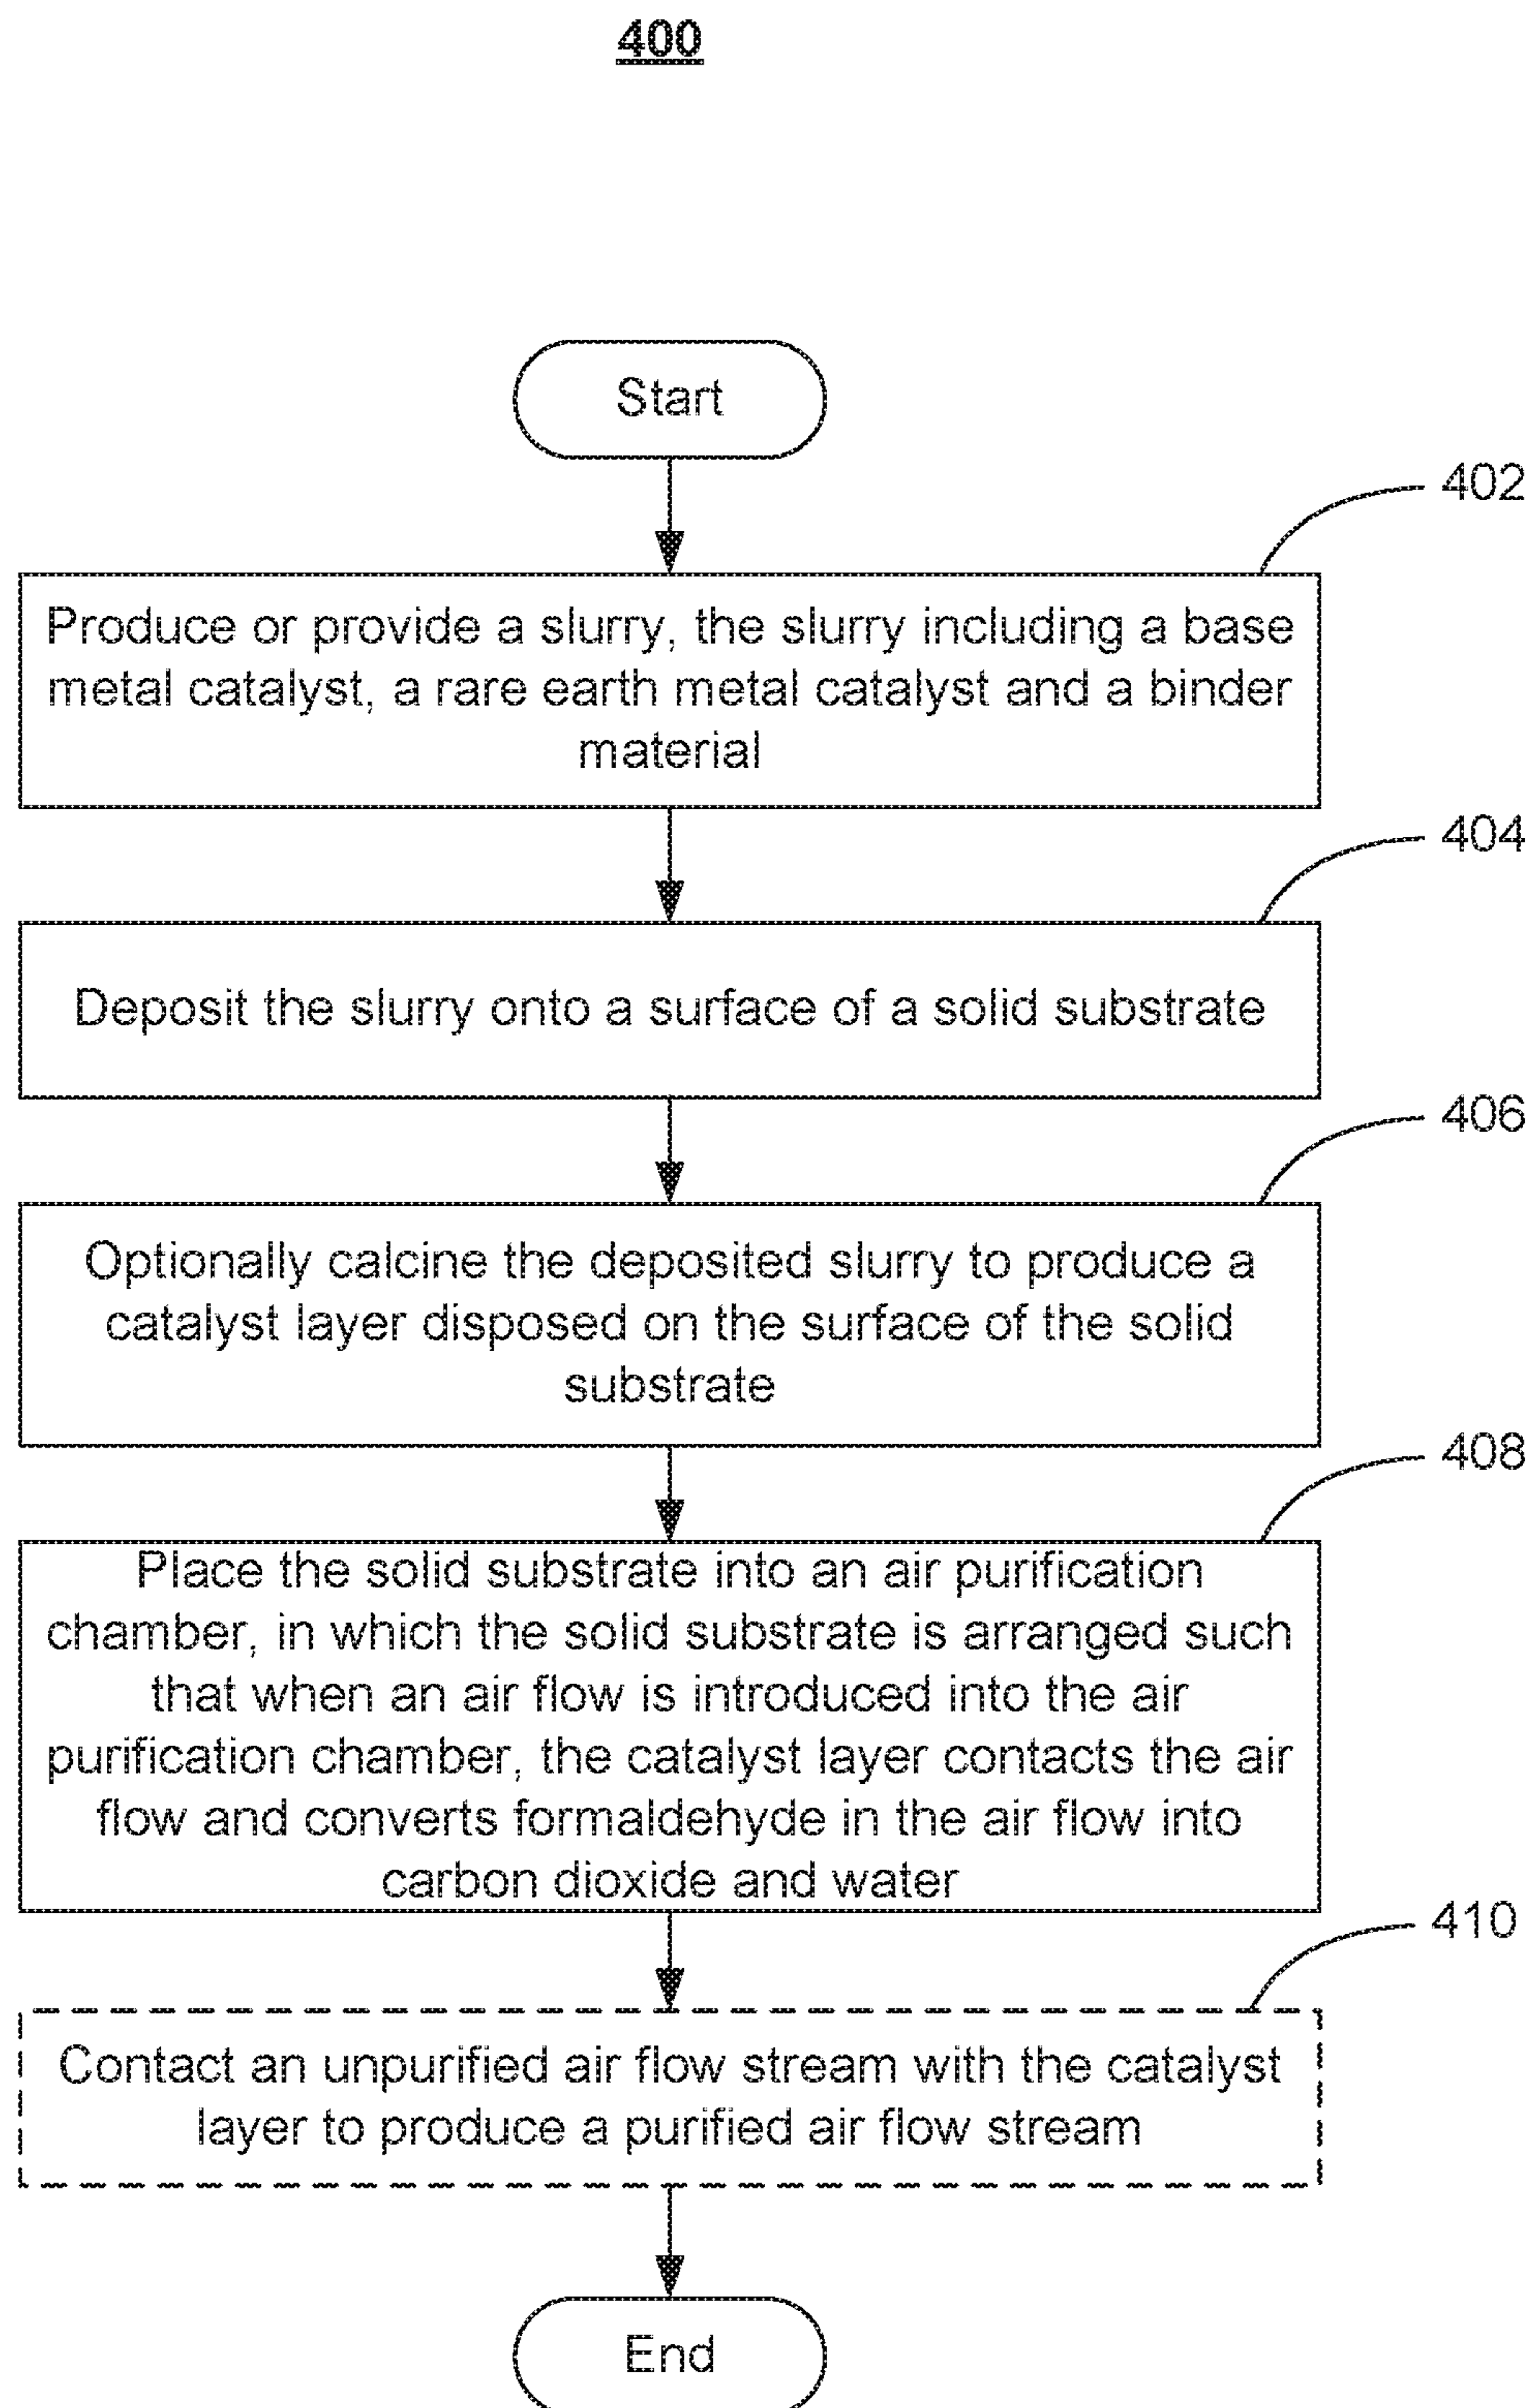 400
Start
402
Produce or provide a slurry, the slurry including a base
metal catalyst, a rare earth metal catalyst and a binder
material
404
Deposit the slurry onto a surface of a solid substrate
406
Optionally calcine the deposited slurry to produce a
catalyst layer disposed on the surface of the solid
substrate
408
Place the solid substrate into an air purification
chamber, in which the solid substrate is arranged such
that when an air flow is introduced into the air
purification chamber, the catalyst layer contacts the air
flow and converts formaldehyde in the air flow into
carbon dioxide and water
410
Contact an unpurified air flow stream with the catalyst
layer to produce a purified air flow stream
End